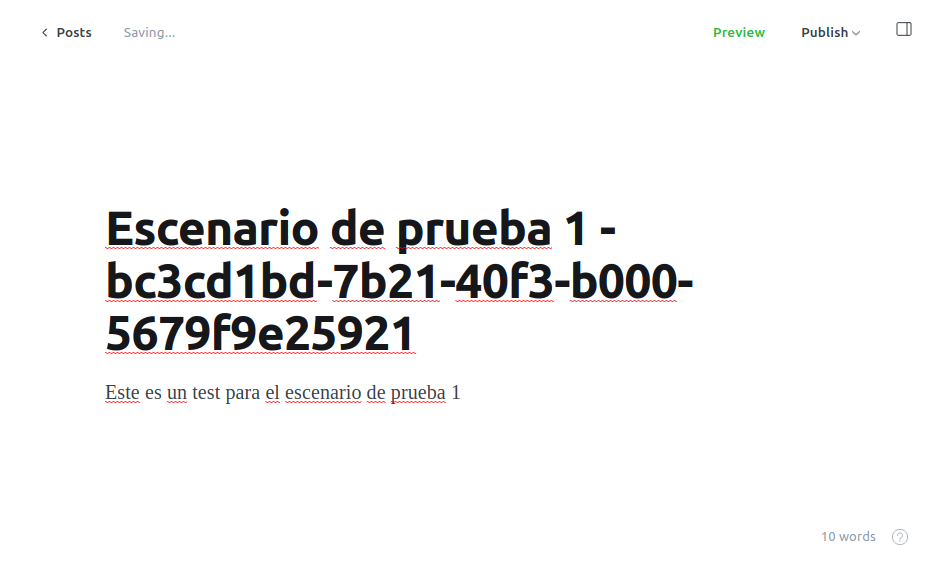 Posts
Saving...
Preview
Publish
Escenario de prueba 1 -
bc3cd1bd-7b21-40f3-b000-
5679f9e25921
Este es un test para el escenario de prueba 1
10 words
?